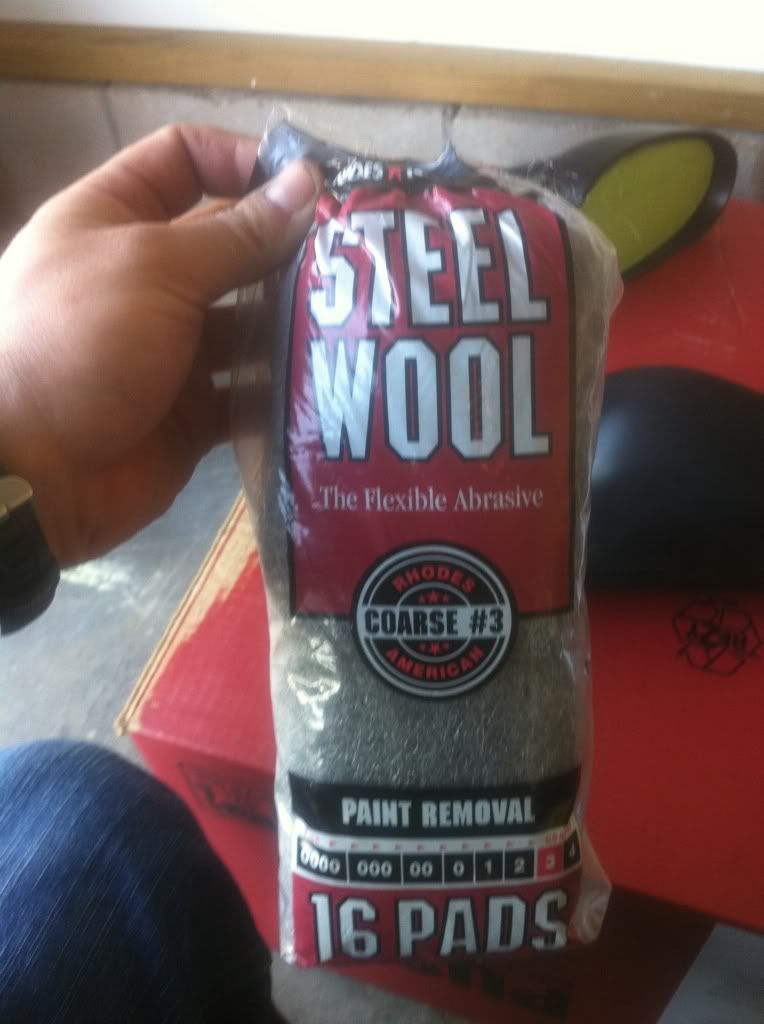 STEEL
WOOL
The Flexible Abrasive
RHODES
COARSE #3
AMERICAN
PAINT REMOVAL
0000 000 00 0 1 2 3 4
16 PADS